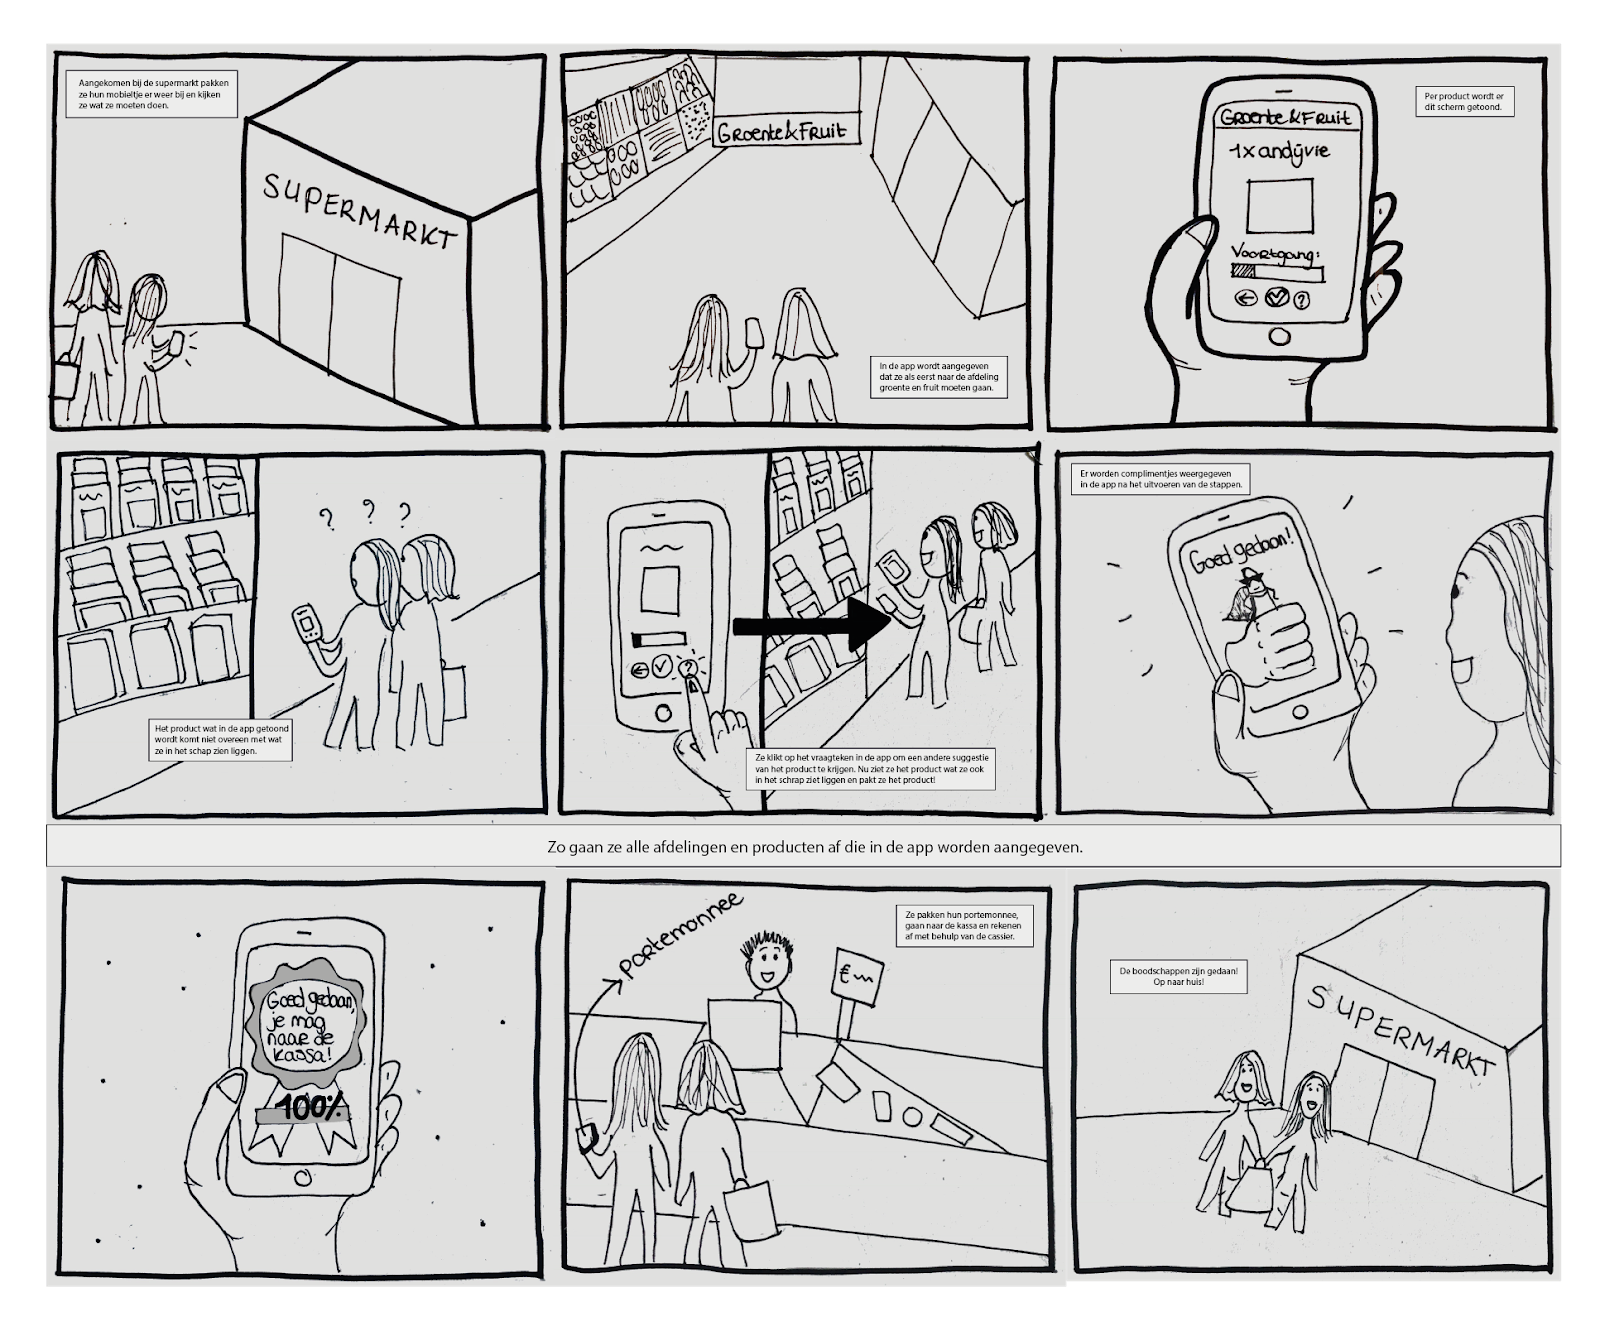 Aangekomen bij de supermarkt pakken
ze hun mobieltje er weer bij en kijken
ze wat ze moeten doen.
SUPERMARKT
Groente & Fruit
In de app wordt aangegeven
dat ze als eerst naar de afdeling
groente en fruit moeten gaan.
Per product wordt er
dit scherm getoond.
Groente & Fruit
1x andijvie
Voortgang:
?
? ? ?
Het product wat in de app getoond
wordt komt niet overeen met wat
ze in het schap zien liggen.
?
Ze klikt op het vraagteken in de app om een andere suggestie
van het product te krijgen. Nu ziet ze het product wat ze ook
in het schrap ziet liggen en pakt ze het product!
Er worden complimentjes weergegeven
in de app na het uitvoeren van de stappen.
Goed gedaan!
Zo gaan ze alle afdelingen en producten af die in de app worden aangegeven.
Goed gedaan,
je mag
naar de
kassa!
100%
portemonnee
Ze pakken hun portemonnee,
gaan naar de kassa en rekenen
af met behulp van de cassier.
€
De boodschappen zijn gedaan!
Op naar huis!
SUPERMARKT